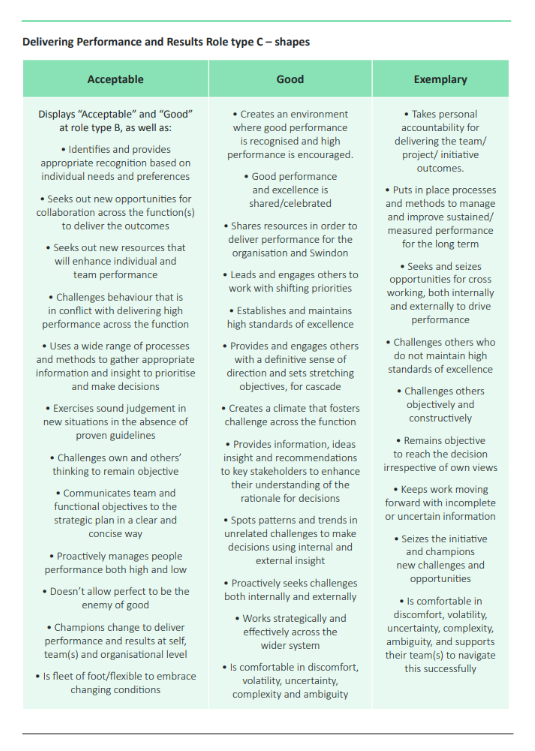 Delivering Performance and Results Role type C – shapes
Acceptable
Displays “Acceptable” and “Good”
at role type B, as well as:
• Identifies and provides
appropriate recognition based on
individual needs and preferences
• Seeks out new opportunities for
collaboration across the function(s)
to deliver the outcomes
• Seeks out new resources that
will enhance individual and
team performance
• Challenges behaviour that is
in conflict with delivering high
performance across the function
• Uses a wide range of processes
and methods to gather appropriate
information and insight to prioritise
and make decisions
• Exercises sound judgement in
new situations in the absence of
proven guidelines
• Challenges own and others’
thinking to remain objective
• Communicates team and
functional objectives to the
strategic plan in a clear and
concise way
• Proactively manages people
performance both high and low
• Doesn’t allow perfect to be the
enemy of good
• Champions change to deliver
performance and results at self,
team(s) and organisational level
• Is fleet of foot/flexible to embrace
changing conditions
Good
• Creates an environment
where good performance
is recognised and high
performance is encouraged.
• Good performance
and excellence is
shared/celebrated
• Shares resources in order to
deliver performance for the
organisation and Swindon
• Leads and engages others to
work with shifting priorities
• Establishes and maintains
high standards of excellence
• Provides and engages others
with a definitive sense of
direction and sets stretching
objectives, for cascade
• Creates a climate that fosters
challenge across the function
• Provides information, ideas
insight and recommendations
to key stakeholders to enhance
their understanding of the
rationale for decisions
• Spots patterns and trends in
unrelated challenges to make
decisions using internal and
external insight
• Proactively seeks challenges
both internally and externally
• Works strategically and
effectively across the
wider system
• Is comfortable in discomfort,
volatility, uncertainty,
complexity and ambiguity
Exemplary
• Takes personal
accountability for
delivering the team/
project/ initiative
outcomes.
• Puts in place processes
and methods to manage
and improve sustained/
measured performance
for the long term
• Seeks and seizes
opportunities for cross
working, both internally
and externally to drive
performance
• Challenges others who
do not maintain high
standards of excellence
• Challenges others
objectively and
constructively
• Remains objective
to reach the decision
irrespective of own views
• Keeps work moving
forward with incomplete
or uncertain information
• Seizes the initiative
and champions
new challenges and
opportunities
• Is comfortable in
discomfort, volatility,
uncertainty, complexity,
ambiguity, and supports
their team(s) to navigate
this successfully